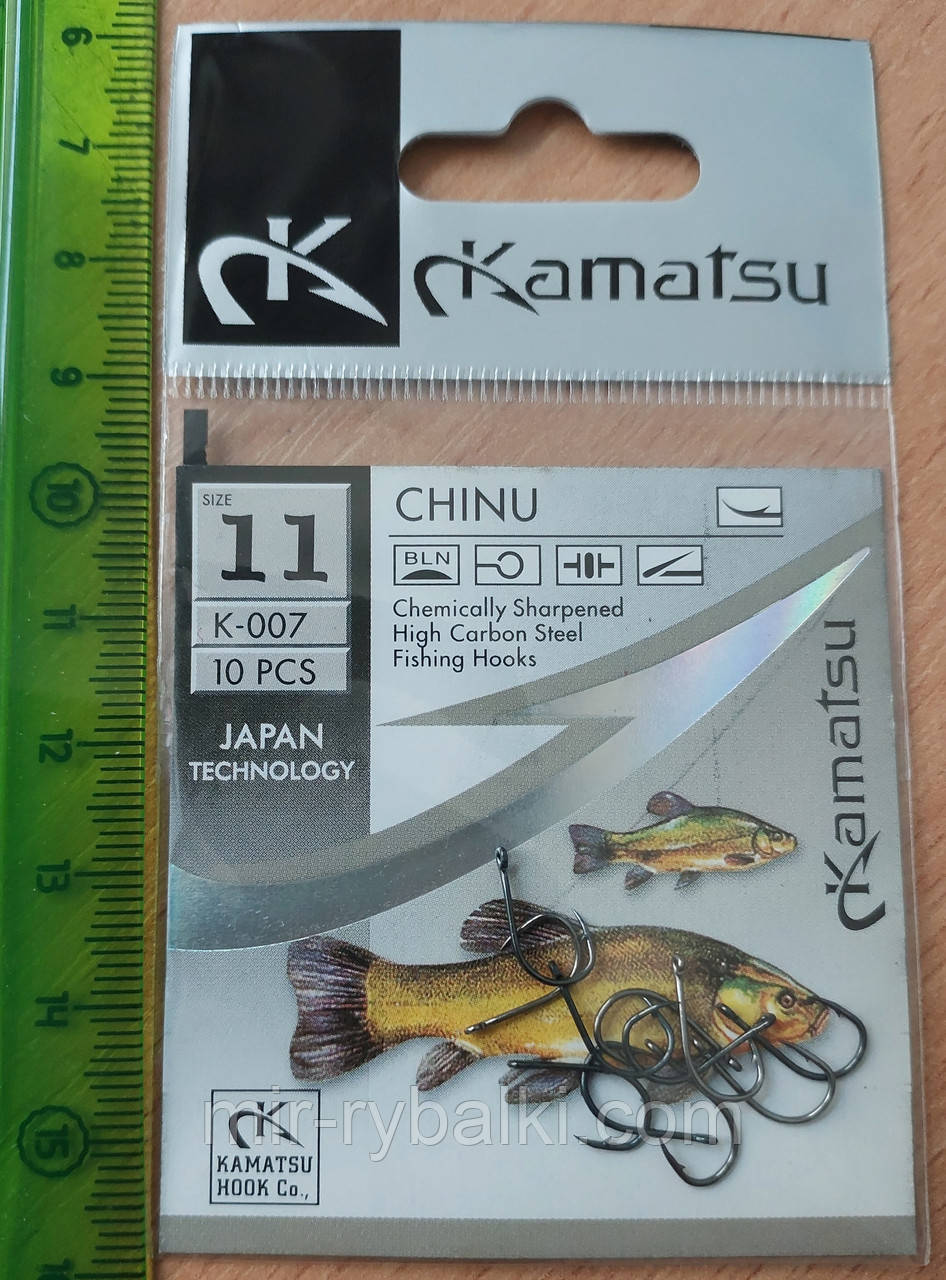 Kamatsu
SIZE
11
K-007
10 PCS
JAPAN
TECHNOLOGY
CHINU
BLN
Chemically Sharpened
High Carbon Steel
Fishing Hooks
Kamatsu
mir-rybalki.com
K
KAMATSU
HOOK Co.,
6
7
8
9
10
11
12
13
14
15